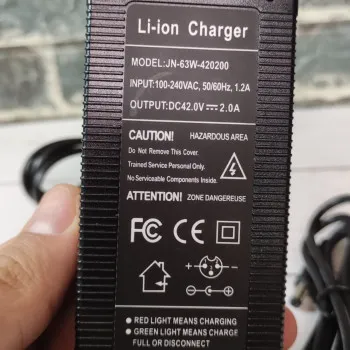 Li-ion Charger
MODEL:JN-63W-420200
INPUT:100-240VAC, 50/60Hz, 1.2A
OUTPUT:DC42.0V⎓2.0A
CAUTION! HAZARDOUS AREA
Do Not Remove This Cover.
Trained Service Personal Only.
No Serviceable Components Inside.
ATTENTION! ZONE DANGEREUSE
FC CE
RED LIGHT MEANS CHARGING
GREEN LIGHT MEANS CHARGE
FULL OR DISCONNECT